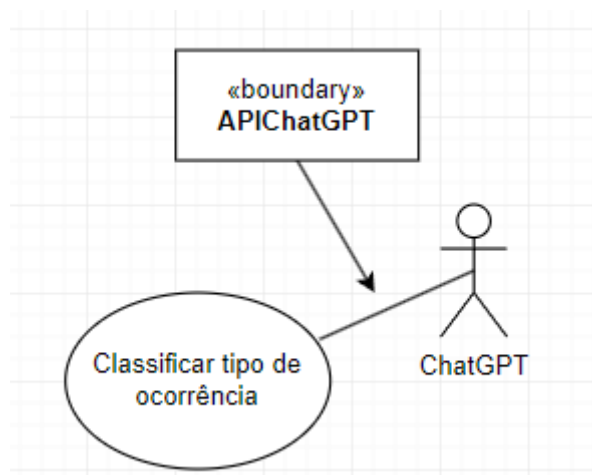 «boundary»
APIChatGPT
ChatGPT
Classificar tipo de
ocorrência